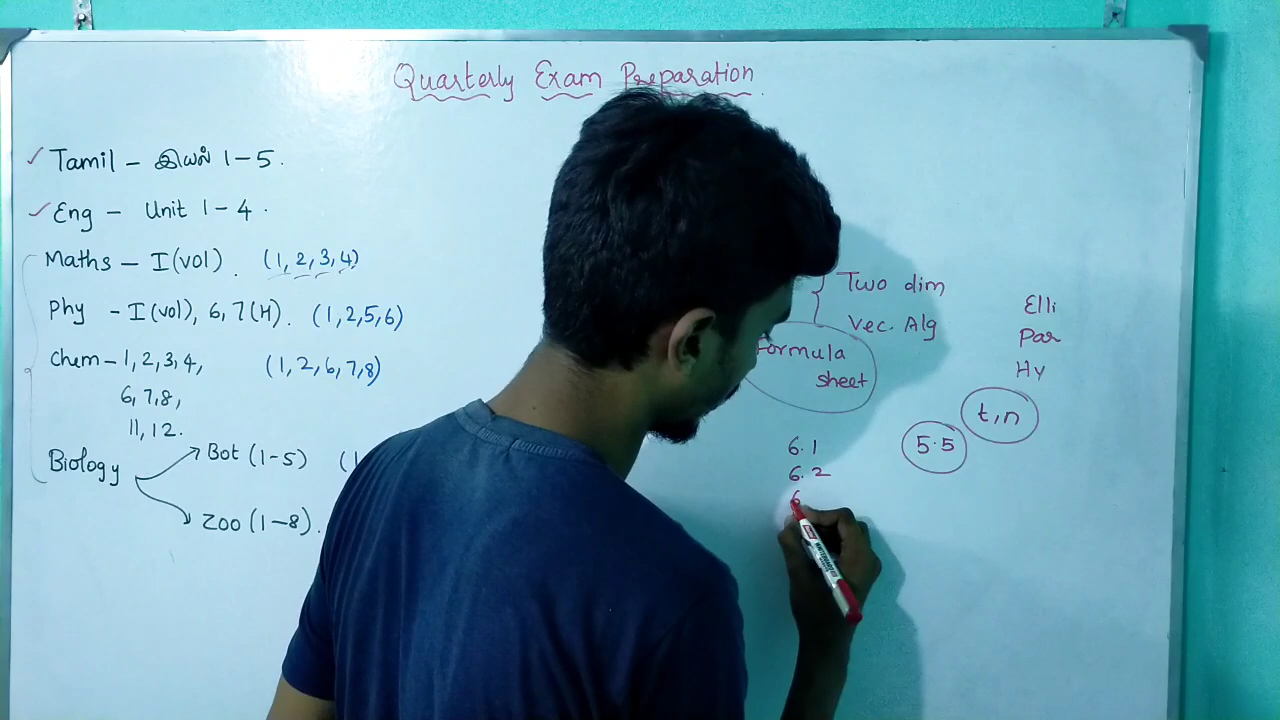 Quarterly Exam Preparation.
✓ Tamil – இயல் 1–5.
✓ Eng – Unit 1–4.
Maths – I(vol). (1, 2, 3, 4)
Phy – I(vol), 6, 7(H). (1,2,5,6)
Chem – 1, 2, 3, 4, (1, 2, 6, 7, 8)
6, 7, 8,
11, 12.
Biology
Bot (1–5) (1
Zoo (1–8).
Two dim
Vec. Alg
Formula
sheet
Elli
Par
Hy
t, n
5.5
6.1
6.2
6